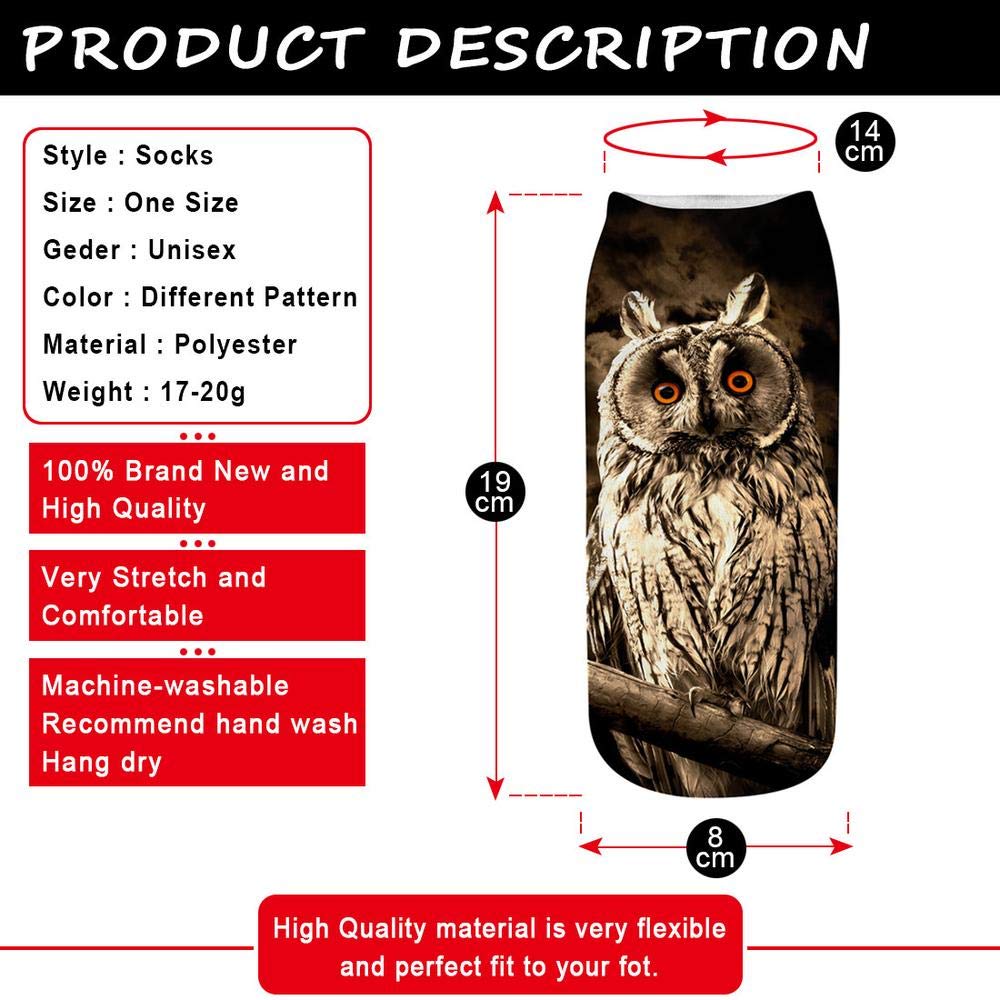 PRODUCT DESCRIPTION
Style : Socks
Size : One Size
Geder : Unisex
Color : Different Pattern
Material : Polyester
Weight : 17-20g
100% Brand New and
High Quality
Very Stretch and
Comfortable
Machine-washable
Recommend hand wash
Hang dry
14
cm
19
cm
8
cm
High Quality material is very flexible
and perfect fit to your fot.